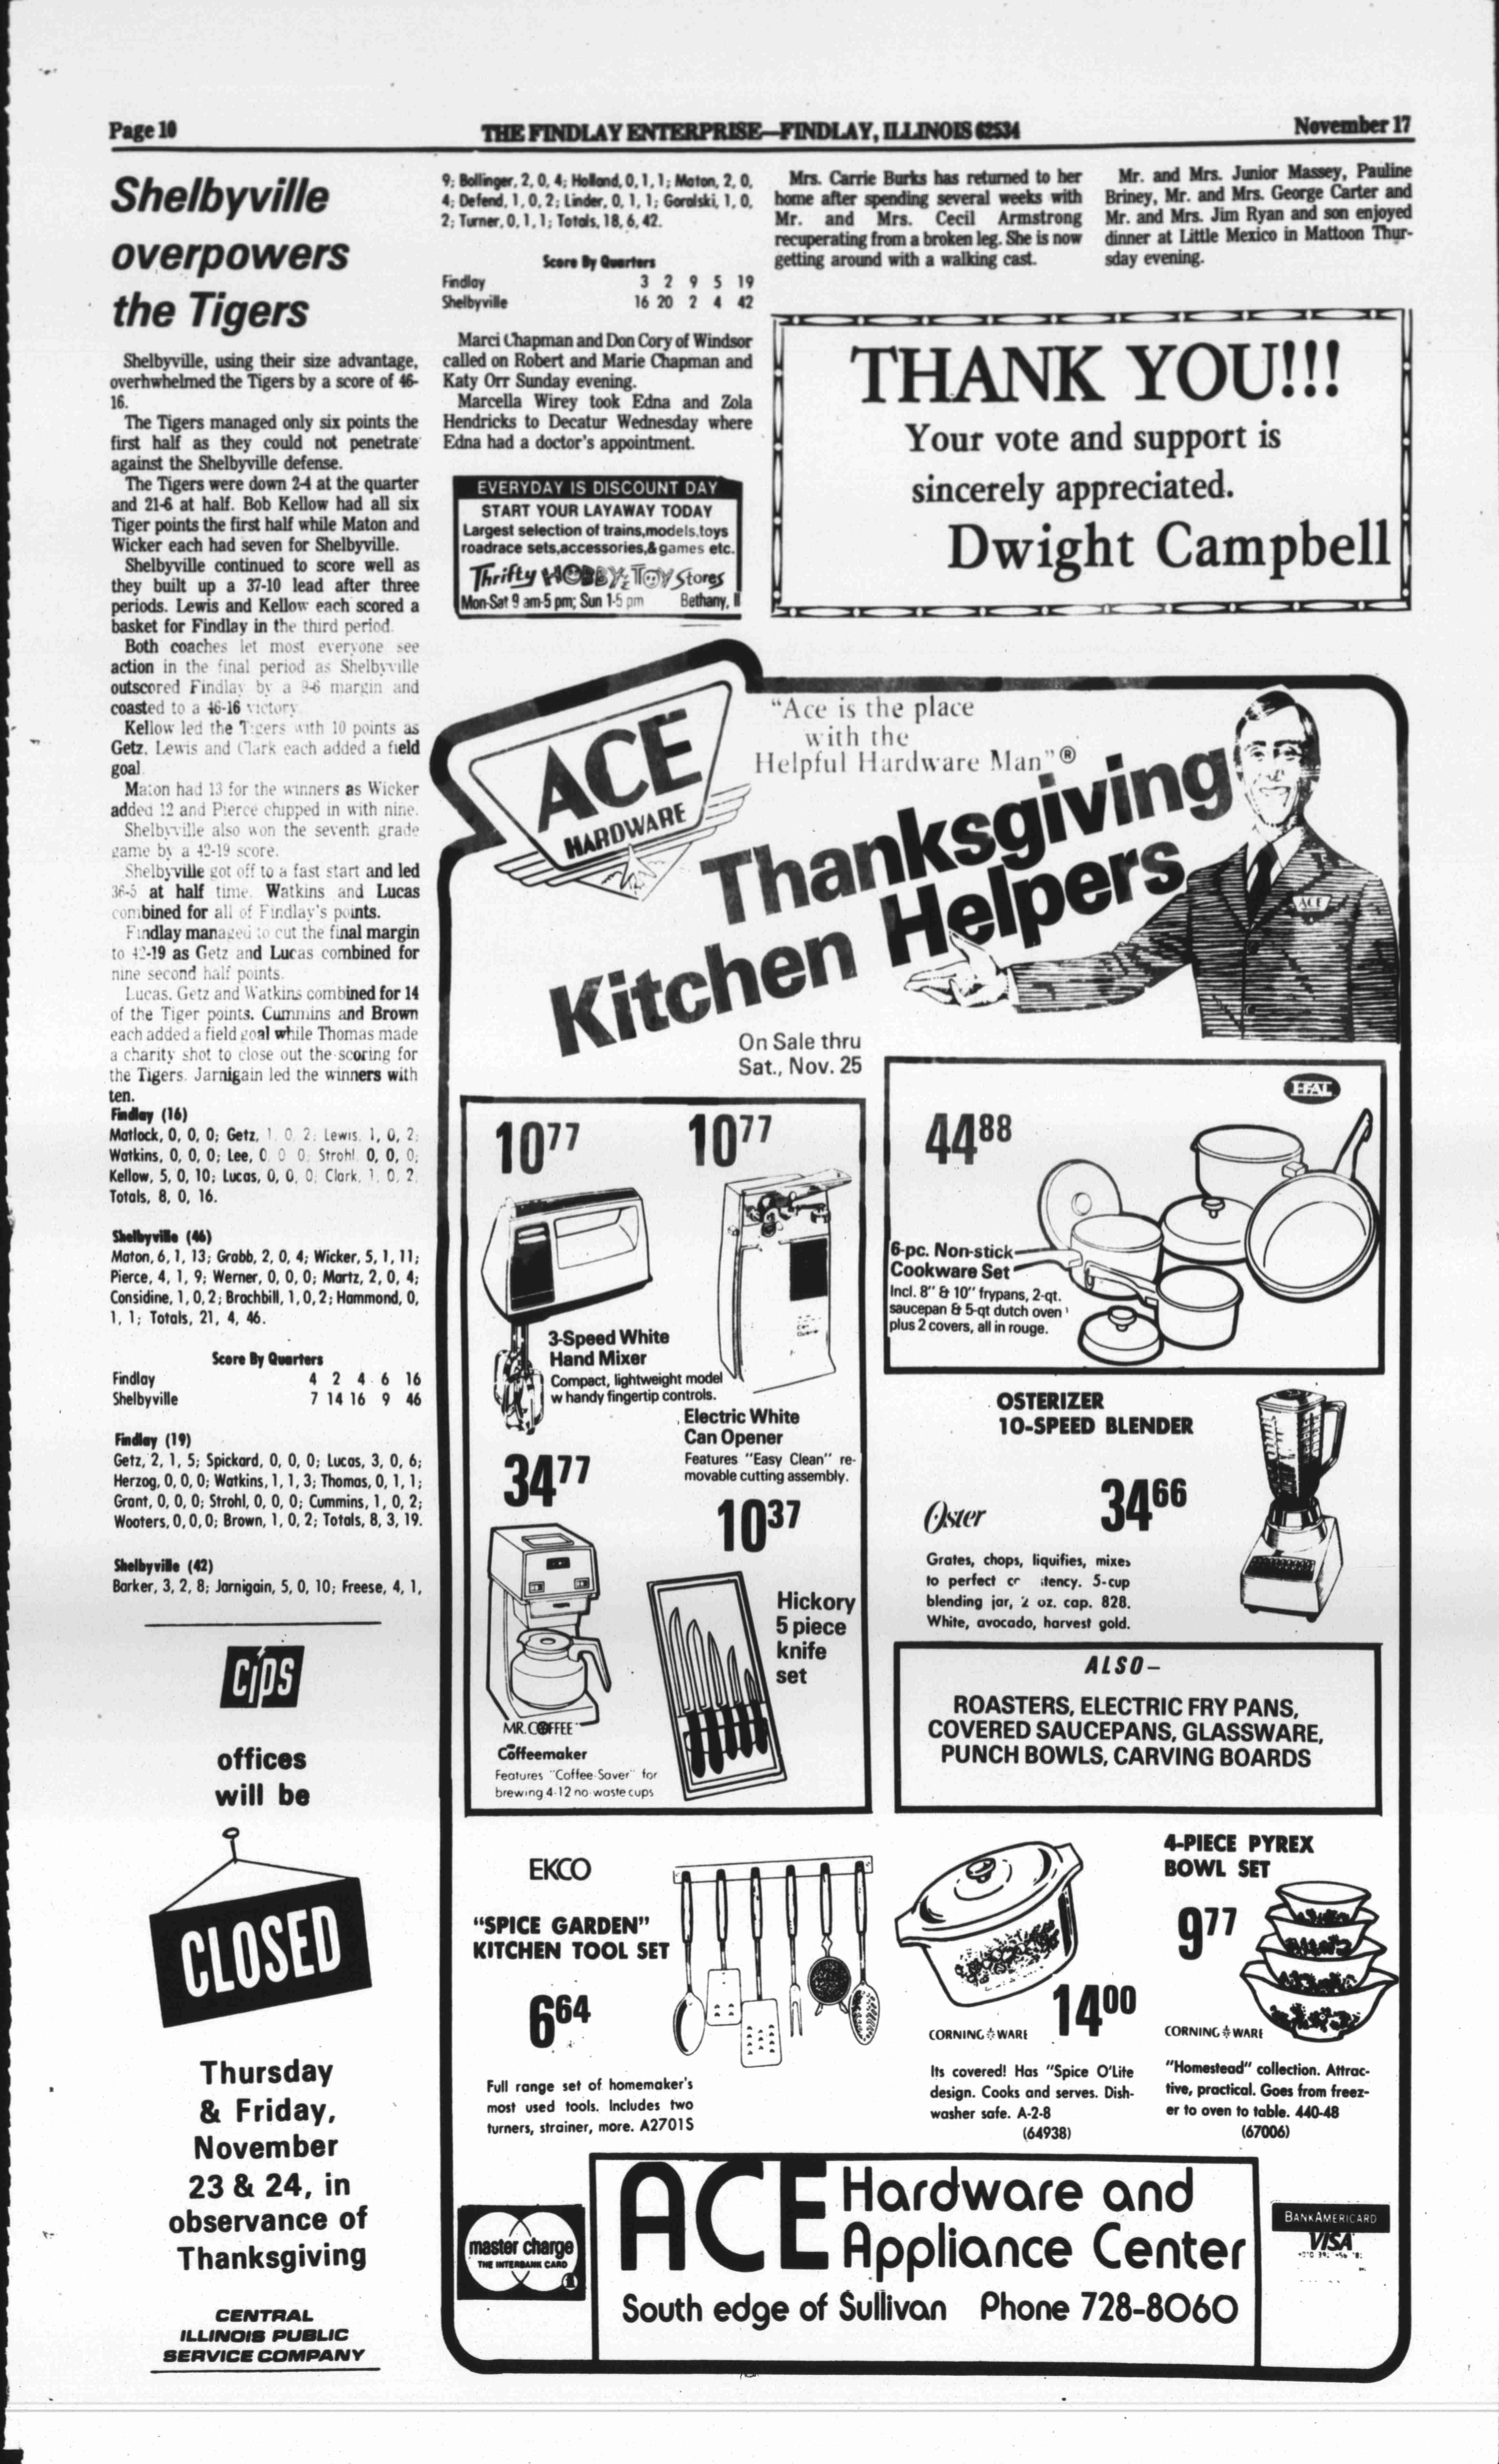 Page 10
THE FINDLAY ENTERPRISE—FINDLAY, ILLINOIS 62534
November 17
Shelbyville
overpowers
the Tigers
Shelbyville, using their size advantage,
overhwhelmed the Tigers by a score of 46-
16.
The Tigers managed only six points the
first half as they could not penetrate
against the Shelbyville defense.
The Tigers were down 2-4 at the quarter
and 21-6 at half. Bob Kellow had all six
Tiger points the first half while Maton and
Wicker each had seven for Shelbyville.
Shelbyville continued to score well as
they built up a 37-10 lead after three
periods. Lewis and Kellow each scored a
basket for Findlay in the third period.
Both coaches let most everyone see
action in the final period as Shelbyville
outscored Findlay by a 9-6 margin and
coasted to a 46-16 victory.
Kellow led the Tigers with 10 points as
Getz, Lewis and Clark each added a field
goal.
Maton had 13 for the winners as Wicker
added 12 and Pierce chipped in with nine.
Shelbyville also won the seventh grade
game by a 42-19 score.
Shelbyville got off to a fast start and led
36-5 at half time. Watkins and Lucas
combined for all of Findlay's points.
Findlay managed to cut the final margin
to 42-19 as Getz and Lucas combined for
nine second half points.
Lucas, Getz and Watkins combined for 14
of the Tiger points. Cummins and Brown
each added a field goal while Thomas made
a charity shot to close out the scoring for
the Tigers. Jarnigain led the winners with
ten.
Findlay (16)
Matlock, 0, 0, 0; Getz, 1, 0, 2; Lewis, 1, 0, 2;
Watkins, 0, 0, 0; Lee, 0, 0, 0; Strohl, 0, 0, 0;
Kellow, 5, 0, 10; Lucas, 0, 0, 0; Clark, 1, 0, 2;
Totals, 8, 0, 16.
Shelbyville (46)
Maton, 6, 1, 13; Grabb, 2, 0, 4; Wicker, 5, 1, 11;
Pierce, 4, 1, 9; Werner, 0, 0, 0; Martz, 2, 0, 4;
Considine, 1, 0, 2; Brachbill, 1, 0, 2; Hammond, 0,
1, 1; Totals, 21, 4, 46.
Score By Quarters
Findlay 4 2 4 6 16
Shelbyville 7 14 16 9 46
Findlay (19)
Getz, 2, 1, 5; Spickard, 0, 0, 0; Lucas, 3, 0, 6;
Herzog, 0, 0, 0; Watkins, 1, 1, 3; Thomas, 0, 1, 1;
Grant, 0, 0, 0; Strohl, 0, 0, 0; Cummins, 1, 0, 2;
Wooters, 0, 0, 0; Brown, 1, 0, 2; Totals, 8, 3, 19.
Shelbyville (42)
Barker, 3, 2, 8; Jarnigain, 5, 0, 10; Freese, 4, 1,
9; Bollinger, 2, 0, 4; Holland, 0, 1, 1; Maton, 2, 0,
4; Defend, 1, 0, 2; Linder, 0, 1, 1; Goralski, 1, 0,
2; Turner, 0, 1, 1; Totals, 18, 6, 42.
Score By Quarters
Findlay 3 2 9 5 19
Shelbyville 16 20 2 4 42
Marci Chapman and Don Cory of Windsor
called on Robert and Marie Chapman and
Katy Orr Sunday evening.
Marcella Wirey took Edna and Zola
Hendricks to Decatur Wednesday where
Edna had a doctor's appointment.
Mrs. Carrie Burks has returned to her
home after spending several weeks with
Mr. and Mrs. Cecil Armstrong
recuperating from a broken leg. She is now
getting around with a walking cast.
Mr. and Mrs. Junior Massey, Pauline
Briney, Mr. and Mrs. George Carter and
Mr. and Mrs. Jim Ryan and son enjoyed
dinner at Little Mexico in Mattoon Thur-
sday evening.
EVERYDAY IS DISCOUNT DAY
START YOUR LAYAWAY TODAY
Largest selection of trains,models,toys
roadrace sets,accessories,& games etc.
Thrifty HOBBY & TOY Stores
Mon-Sat 9 am-5 pm; Sun 1-5 pm Bethany, Il
THANK YOU!!!
Your vote and support is
sincerely appreciated.
Dwight Campbell
CIPS
offices
will be
CLOSED
Thursday
& Friday,
November
23 & 24, in
observance of
Thanksgiving
CENTRAL
ILLINOIS PUBLIC
SERVICE COMPANY
ACE
HARDWARE
"Ace is the place
with the
Helpful Hardware Man"®
Thanksgiving
Kitchen Helpers
ACE
On Sale thru
Sat., Nov. 25
10 77
10 77
3-Speed White
Hand Mixer
Compact, lightweight model
w handy fingertip controls.
Electric White
Can Opener
Features "Easy Clean" re-
movable cutting assembly.
34 77
10 37
MR. COFFEE
Coffeemaker
Features "Coffee-Saver" for
brewing 4-12 no-waste cups
Hickory
5 piece
knife
set
44 88
T-FAL
6-pc. Non-stick
Cookware Set
Incl. 8" & 10" frypans, 2-qt.
saucepan & 5-qt dutch oven
plus 2 covers, all in rouge.
OSTERIZER
10-SPEED BLENDER
Oster
34 66
Grates, chops, liquifies, mixes
to perfect 5-cup
blending jar, oz. cap. 828.
White, avocado, harvest gold.
ALSO—
ROASTERS, ELECTRIC FRY PANS,
COVERED SAUCEPANS, GLASSWARE,
PUNCH BOWLS, CARVING BOARDS
EKCO
"SPICE GARDEN"
KITCHEN TOOL SET
6 64
Full range set of homemaker's
most used tools. Includes two
turners, strainer, more. A2701S
14 00
CORNING WARE
Its covered! Has "Spice O'Lite
design. Cooks and serves. Dish-
washer safe. A-2-8
(64938)
4-PIECE PYREX
BOWL SET
9 77
CORNING WARE
"Homestead" collection. Attrac-
tive, practical. Goes from freez-
er to oven to table. 440-48
(67006)
master charge
THE INTERBANK CARD
ACE Hardware and
Appliance Center
South edge of Sullivan Phone 728-8060
BANKAMERICARD
VISA